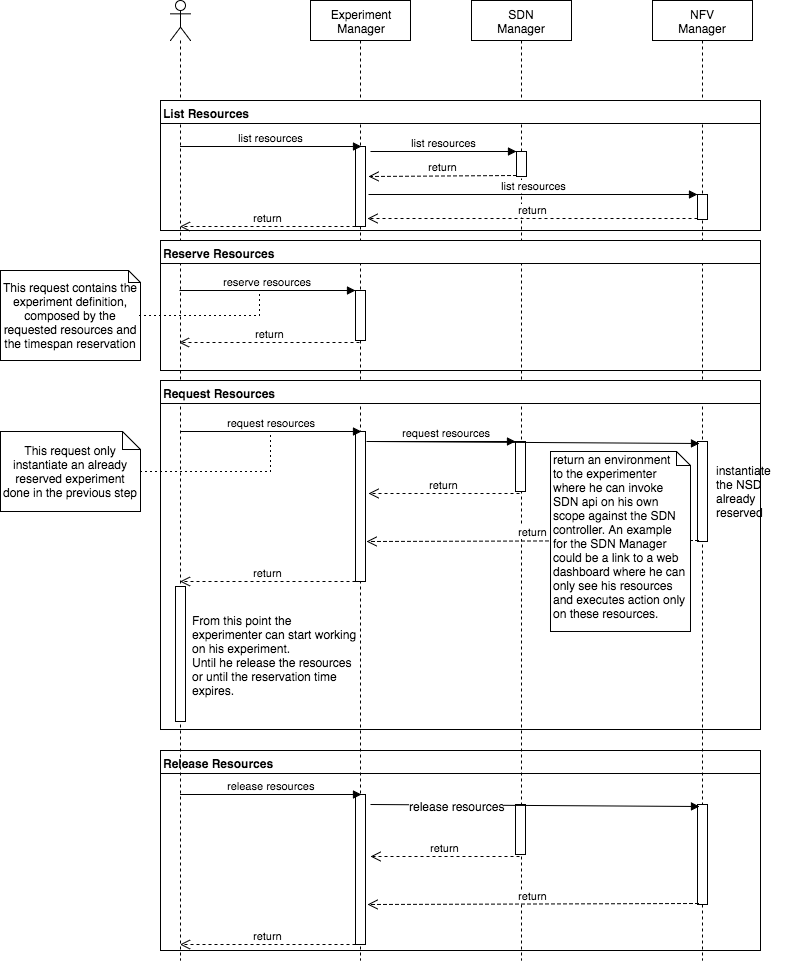 Experiment
Manager
SDN
Manager
NFV
Manager
List Resources
list resources
list resources
return
list resources
return
return
Reserve Resources
reserve resources
This request contains the
experiment definition,
composed by the
requested resources and
the timespan reservation
return
Request Resources
request resources
request resources
This request only
instantiate an already
reserved experiment
done in the previous step
return an environment
to the experimenter
where he can invoke
SDN api on his own
scope against the SDN
controller. An example
for the SDN Manager
could be a link to a web
dashboard where he can
only see his resources
and executes action only
on these resources.
instantiate
the NSD
already
reserved
return
return
return
From this point the
experimenter can start working
on his experiment.
Until he release the resources
or until the reservation time
expires.
Release Resources
release resources
release resources
return
return
return